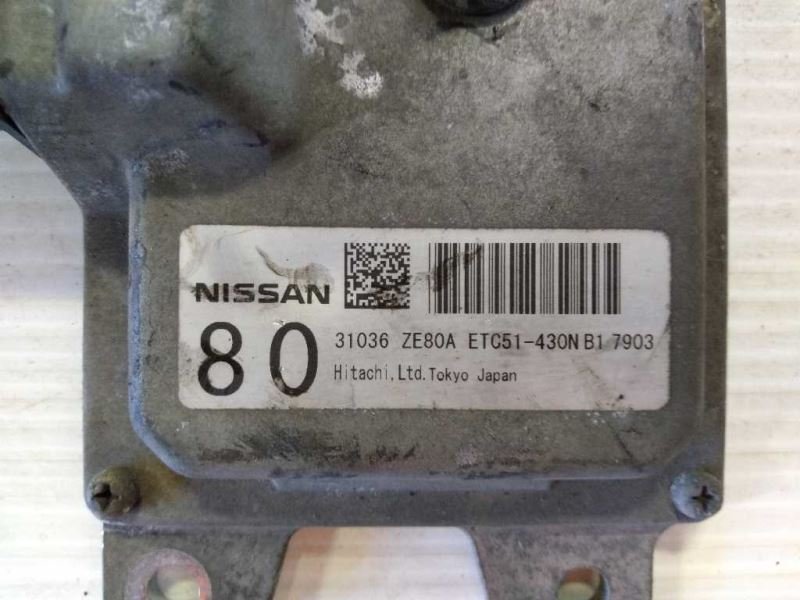 NISSAN
80
31036 ZE80A ETC51-430N B1 7903
Hitachi,Ltd.Tokyo Japan